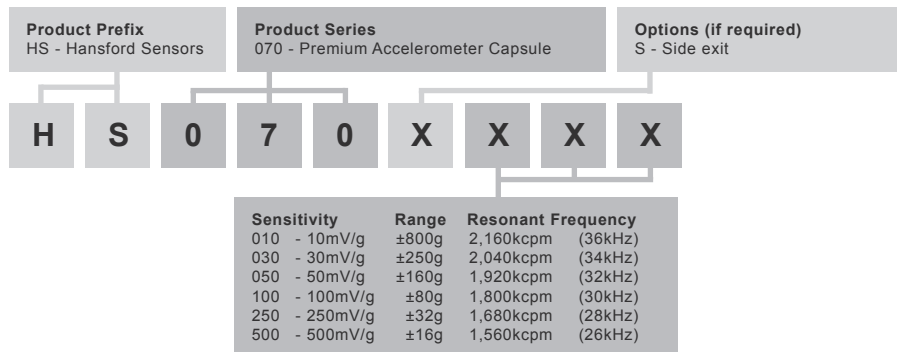 Product Prefix
HS - Hansford Sensors
Product Series
070 - Premium Accelerometer Capsule
Options (if required)
S - Side exit
H S 0 7 0 X X X X
Sensitivity Range Resonant Frequency
010 - 10mV/g ±800g 2,160kcpm (36kHz)
030 - 30mV/g ±250g 2,040kcpm (34kHz)
050 - 50mV/g ±160g 1,920kcpm (32kHz)
100 - 100mV/g ±80g 1,800kcpm (30kHz)
250 - 250mV/g ±32g 1,680kcpm (28kHz)
500 - 500mV/g ±16g 1,560kcpm (26kHz)